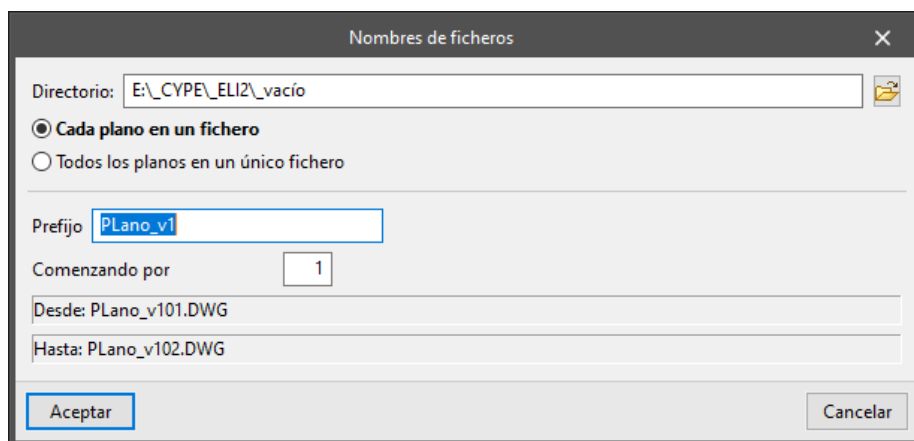 Nombres de ficheros
Directorio: E:\_CYPE\_ELI2\_vacío
Cada plano en un fichero
Todos los planos en un único fichero
Prefijo PLano_v1
Comenzando por 1
Desde: PLano_v101.DWG
Hasta: PLano_v102.DWG
Aceptar Cancelar